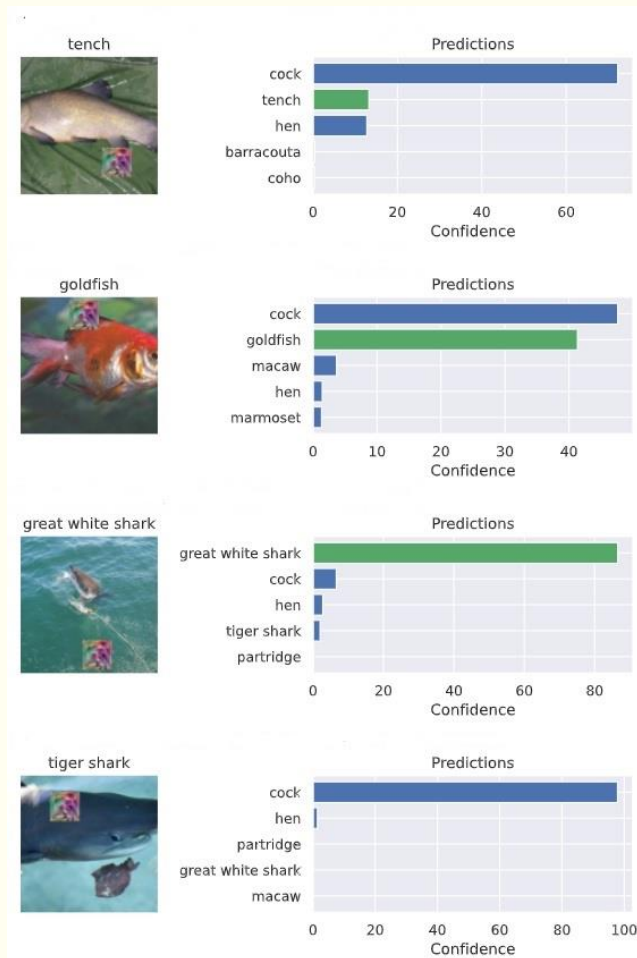 tench
Predictions
cock
tench
hen
barracouta
coho
0 20 40 60
Confidence
goldfish
Predictions
cock
goldfish
macaw
hen
marmoset
0 10 20 30 40
Confidence
great white shark
Predictions
great white shark
cock
hen
tiger shark
partridge
0 20 40 60 80
Confidence
tiger shark
Predictions
cock
hen
partridge
great white shark
macaw
0 20 40 60 80 100
Confidence